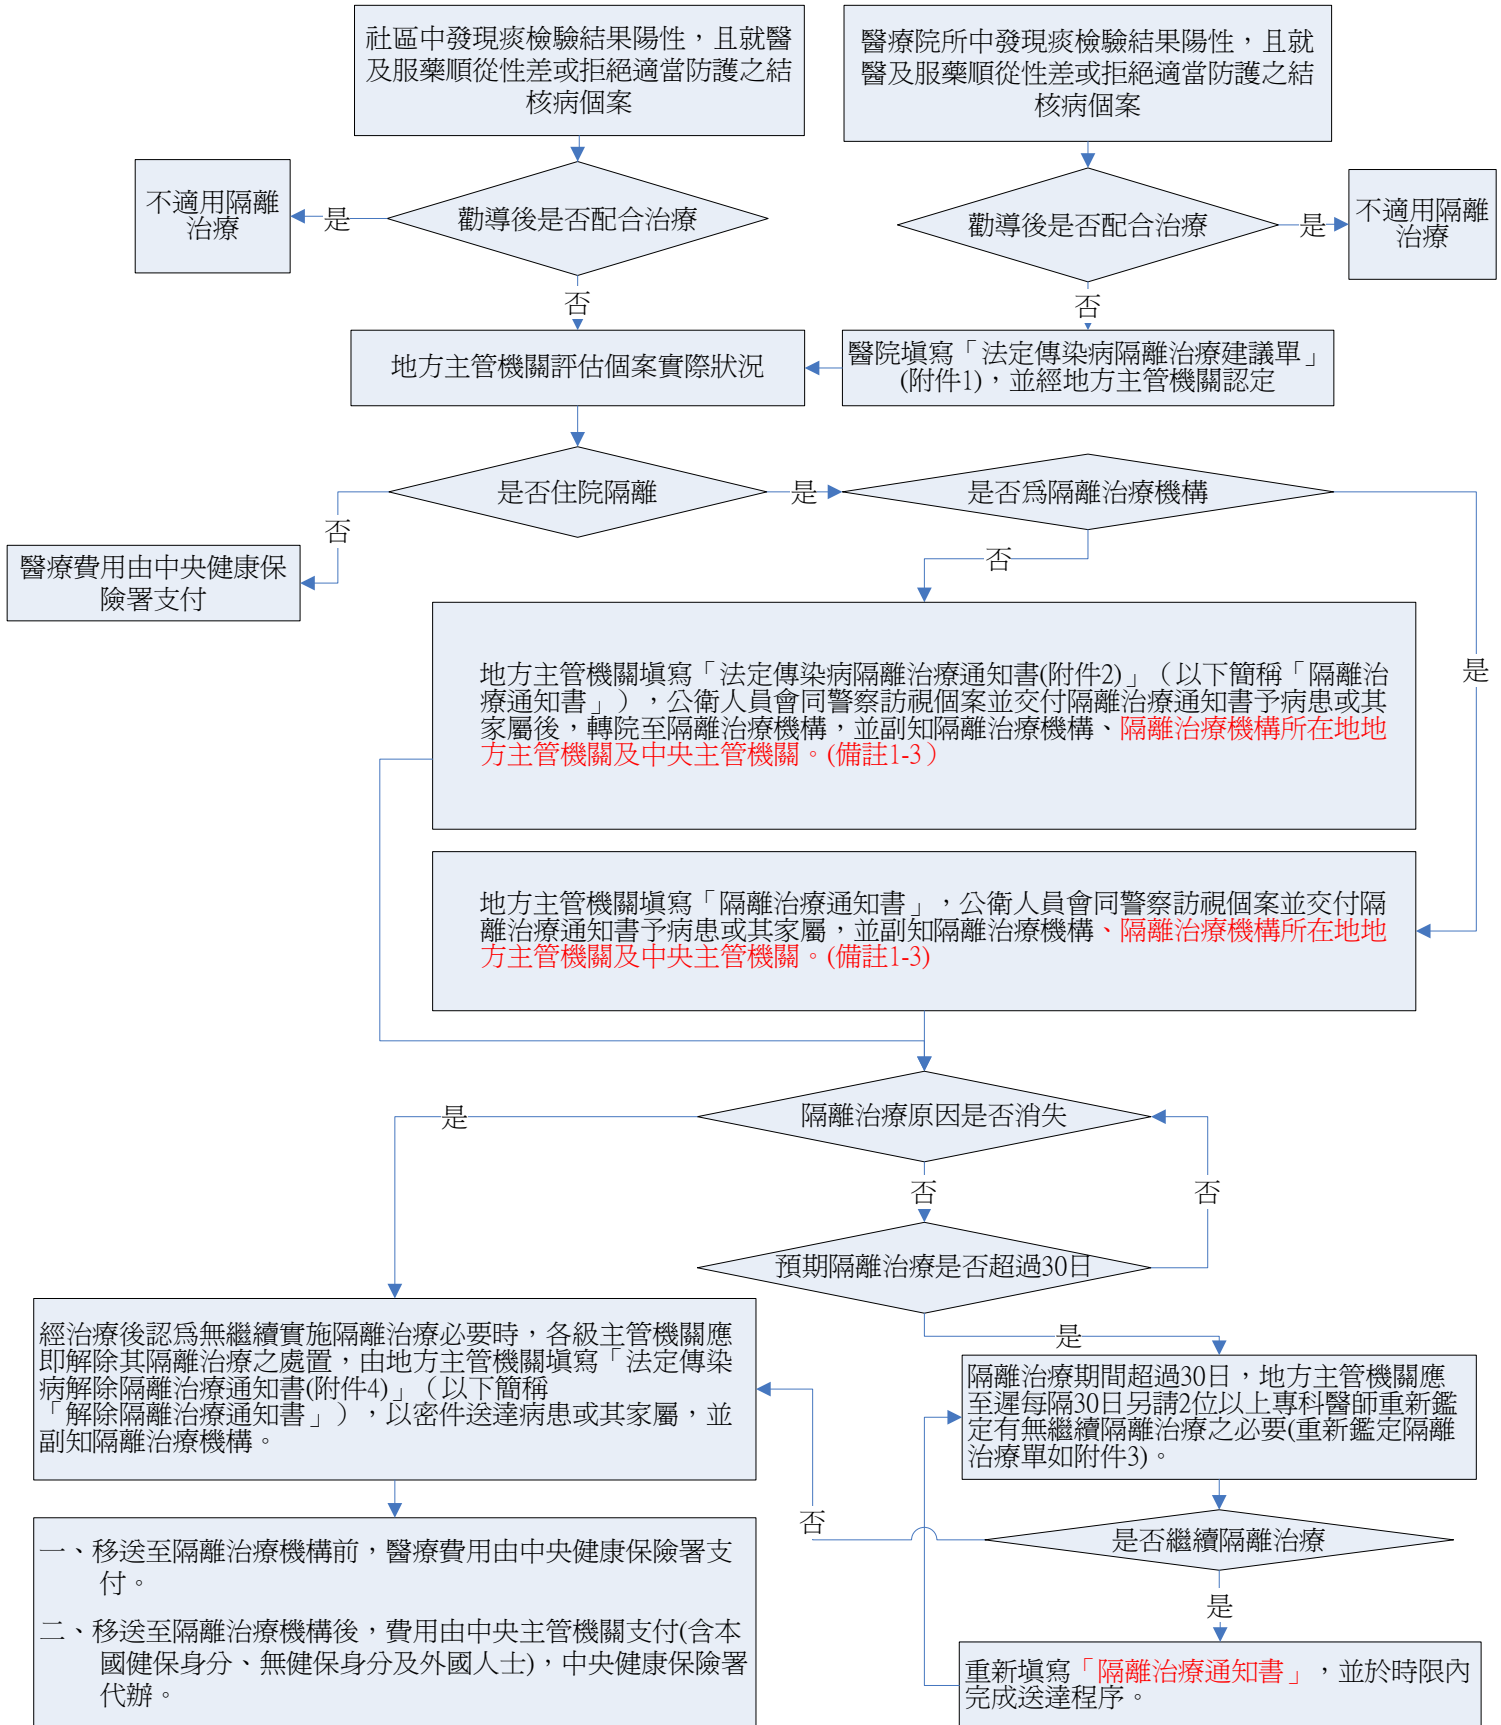 社區中發現痰檢驗結果陽性，且就醫
及服藥順從性差或拒絕適當防護之結
核病個案
醫療院所中發現痰檢驗結果陽性，且就
醫及服藥順從性差或拒絕適當防護之結
核病個案
不適用隔離
治療
是
勸導後是否配合治療
勸導後是否配合治療
是
不適用隔離
治療
否
否
地方主管機關評估個案實際狀況
醫院填寫「法定傳染病隔離治療建議單」
(附件1)，並經地方主管機關認定
是否住院隔離
是
是否為隔離治療機構
否
否
醫療費用由中央健康保
險署支付
是
地方主管機關填寫「法定傳染病隔離治療通知書(附件2)」（以下簡稱「隔離治
療通知書」），公衛人員會同警察訪視個案並交付隔離治療通知書予病患或其
家屬後，轉院至隔離治療機構，並副知隔離治療機構、隔離治療機構所在地地
方主管機關及中央主管機關。(備註1-3）
地方主管機關填寫「隔離治療通知書」，公衛人員會同警察訪視個案並交付隔
離治療通知書予病患或其家屬，並副知隔離治療機構、隔離治療機構所在地地
方主管機關及中央主管機關。(備註1-3)
隔離治療原因是否消失
是
否
否
預期隔離治療是否超過30日
是
經治療後認為無繼續實施隔離治療必要時，各級主管機關應
即解除其隔離治療之處置，由地方主管機關填寫「法定傳染
病解除隔離治療通知書(附件4)」（以下簡稱
「解除隔離治療通知書」），以密件送達病患或其家屬，並
副知隔離治療機構。
隔離治療期間超過30日，地方主管機關應
至遲每隔30日另請2位以上專科醫師重新鑑
定有無繼續隔離治療之必要(重新鑑定隔離
治療單如附件3)。
否
是否繼續隔離治療
是
一、移送至隔離治療機構前，醫療費用由中央健康保險署支
付。
二、移送至隔離治療機構後，費用由中央主管機關支付(含本
國健保身分、無健保身分及外國人士)，中央健康保險署
代辦。
重新填寫「隔離治療通知書」，並於時限內
完成送達程序。